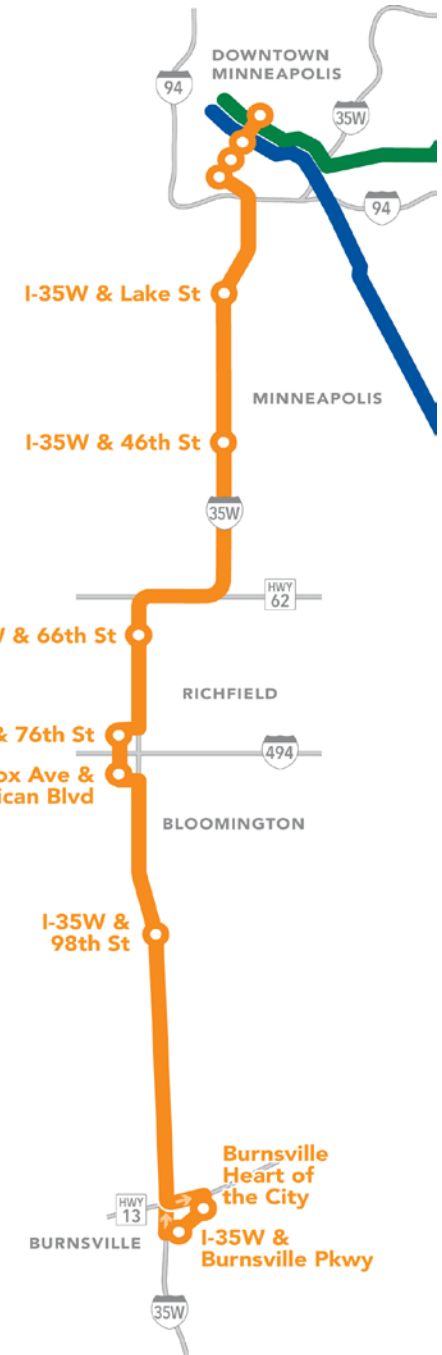 DOWNTOWN
MINNEAPOLIS
94
35W
94
I-35W & Lake St
MINNEAPOLIS
I-35W & 46th St
35W
HWY
62
& 66th St
RICHFIELD
& 76th St
494
Ave &
Blvd
BLOOMINGTON
I-35W &
98th St
Burnsville
Heart of
the City
HWY
13
BURNSVILLE
I-35W &
Burnsville Pkwy
35W